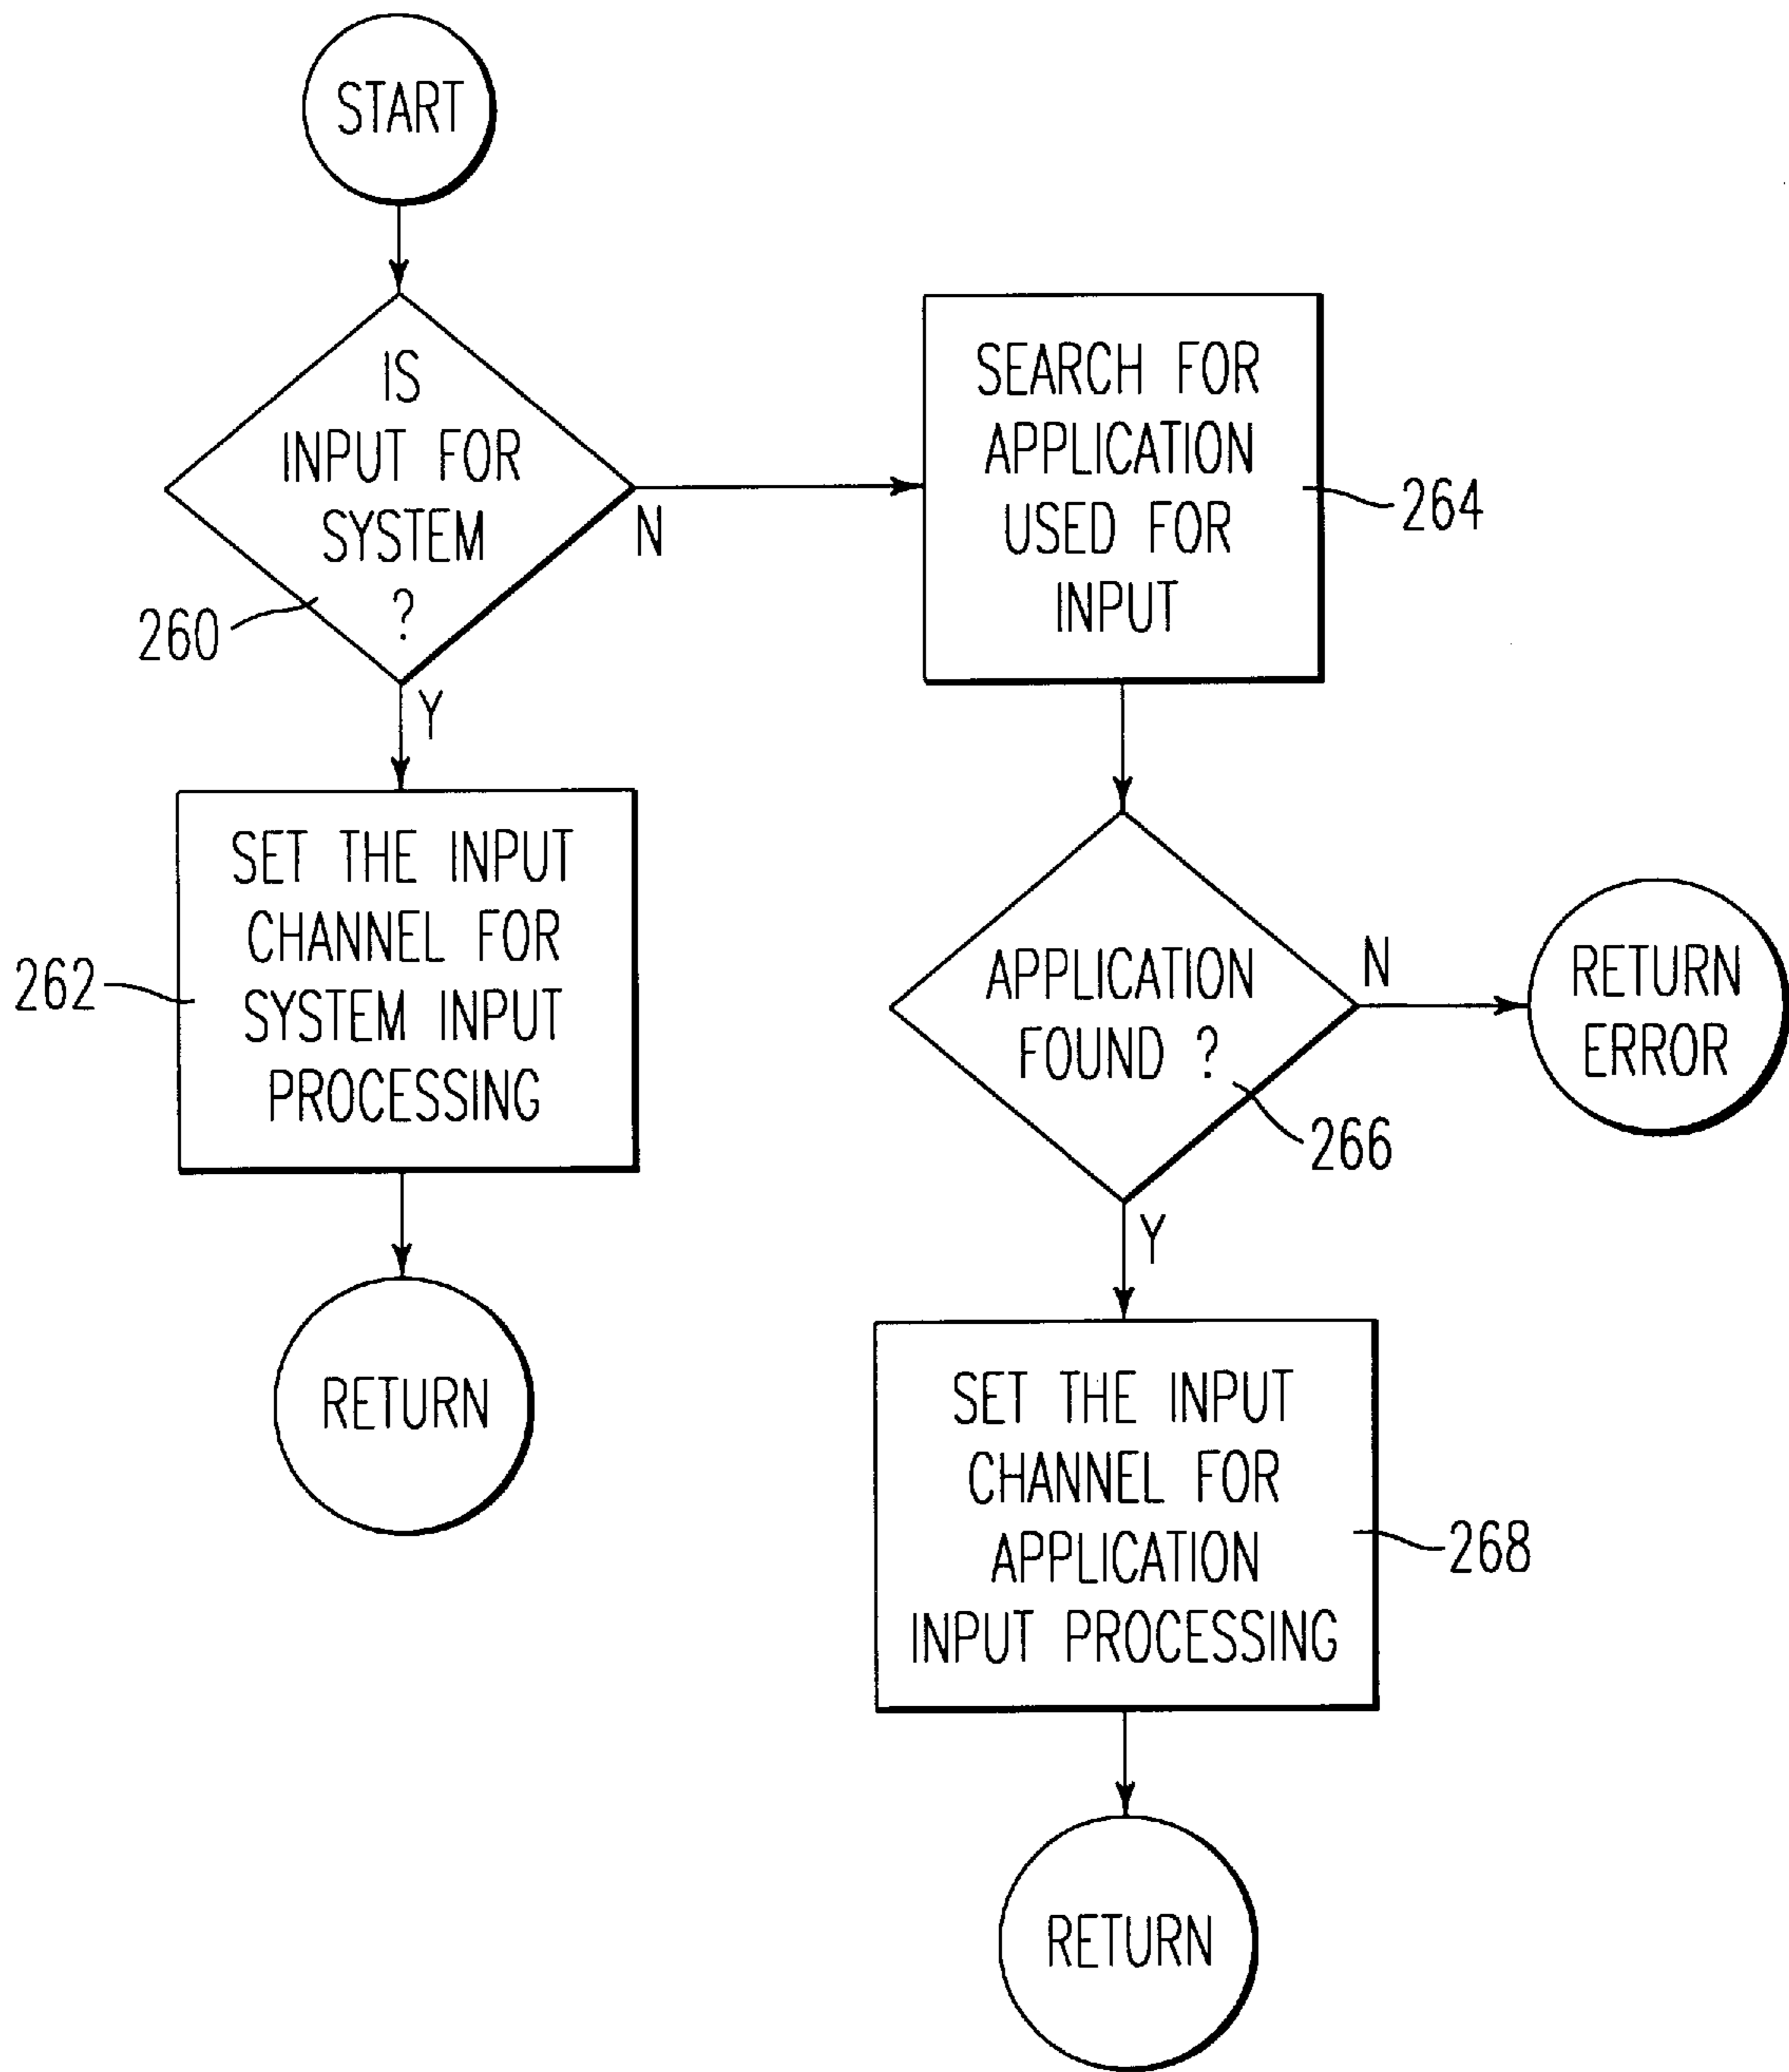 START
IS
INPUT FOR
SYSTEM
?
260
N
Y
SET THE INPUT
CHANNEL FOR
SYSTEM INPUT
PROCESSING
262
RETURN
SEARCH FOR
APPLICATION
USED FOR
INPUT
264
APPLICATION
FOUND ?
266
N
RETURN
ERROR
Y
SET THE INPUT
CHANNEL FOR
APPLICATION
INPUT PROCESSING
268
RETURN